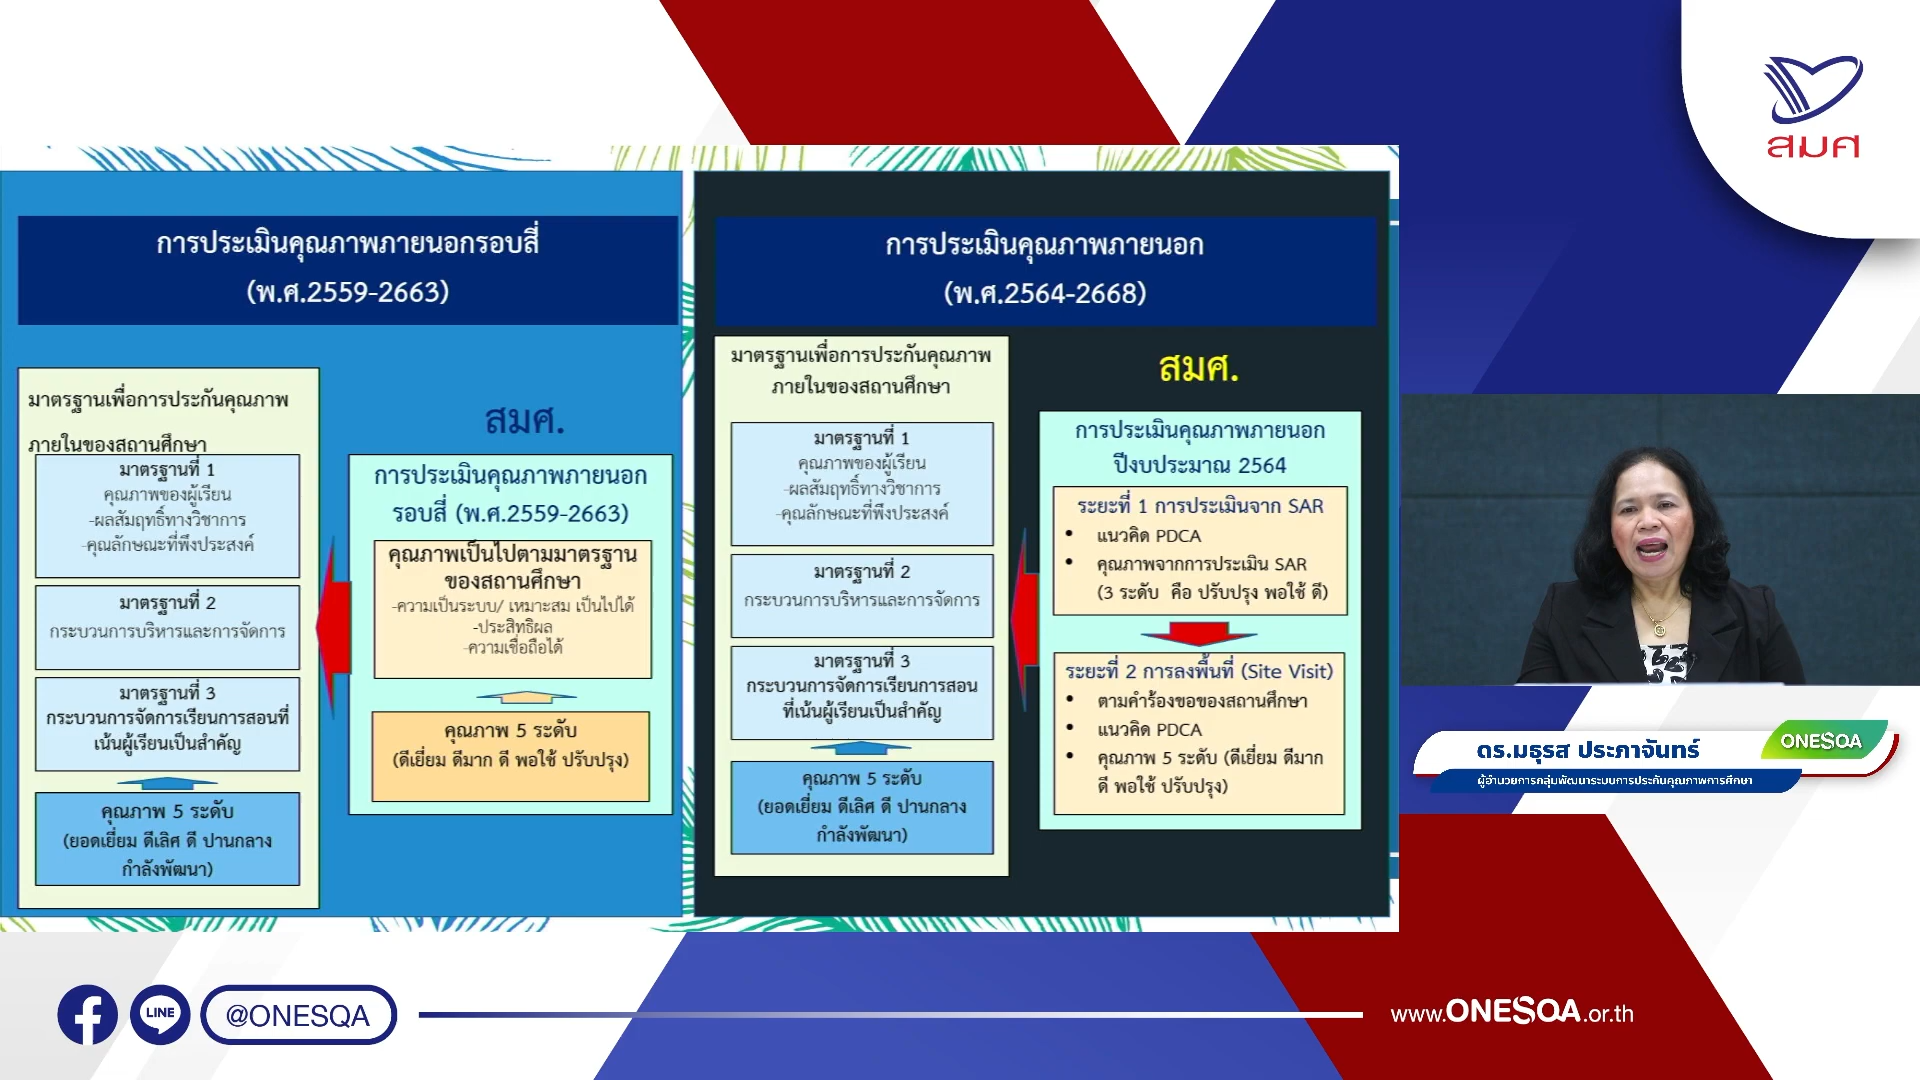 สมศ
การประเมินคุณภาพภายนอกรอบสี่
(พ.ศ.2559-2663)
มาตรฐานเพื่อการประกันคุณภาพ
ภายในของสถานศึกษา
มาตรฐานที่ 1
คุณภาพของผู้เรียน
-ผลสัมฤทธิ์ทางวิชาการ
-คุณลักษณะที่พึงประสงค์
มาตรฐานที่ 2
กระบวนการบริหารและการจัดการ
มาตรฐานที่ 3
กระบวนการจัดการเรียนการสอนที่
เน้นผู้เรียนเป็นสำคัญ
คุณภาพ 5 ระดับ
(ยอดเยี่ยม ดีเลิศ ดี ปานกลาง
กำลังพัฒนา)
สมศ.
การประเมินคุณภาพภายนอก
รอบสี่ (พ.ศ.2559-2663)
คุณภาพเป็นไปตามมาตรฐาน
ของสถานศึกษา
-ความเป็นระบบ/ เหมาะสม เป็นไปได้
-ประสิทธิผล
-ความเชื่อถือได้
คุณภาพ 5 ระดับ
(ดีเยี่ยม ดีมาก ดี พอใช้ ปรับปรุง)
การประเมินคุณภาพภายนอก
(พ.ศ.2564-2668)
มาตรฐานเพื่อการประกันคุณภาพ
ภายในของสถานศึกษา
มาตรฐานที่ 1
คุณภาพของผู้เรียน
-ผลสัมฤทธิ์ทางวิชาการ
-คุณลักษณะที่พึงประสงค์
มาตรฐานที่ 2
กระบวนการบริหารและการจัดการ
มาตรฐานที่ 3
กระบวนการจัดการเรียนการสอน
ที่เน้นผู้เรียนเป็นสำคัญ
คุณภาพ 5 ระดับ
(ยอดเยี่ยม ดีเลิศ ดี ปานกลาง
กำลังพัฒนา)
สมศ.
การประเมินคุณภาพภายนอก
ปีงบประมาณ 2564
ระยะที่ 1 การประเมินจาก SAR
• แนวคิด PDCA
• คุณภาพจากการประเมิน SAR
(3 ระดับ คือ ปรับปรุง พอใช้ ดี)
ระยะที่ 2 การลงพื้นที่ (Site Visit)
• ตามคำร้องขอของสถานศึกษา
• แนวคิด PDCA
• คุณภาพ 5 ระดับ (ดีเยี่ยม ดีมาก
ดี พอใช้ ปรับปรุง)
ดร.มธุรส ประภาจันทร์
ONESQA
ผู้อำนวยการกลุ่มพัฒนาระบบการประกันคุณภาพการศึกษา
LINE
@ONESQA
www.ONESQA.or.th